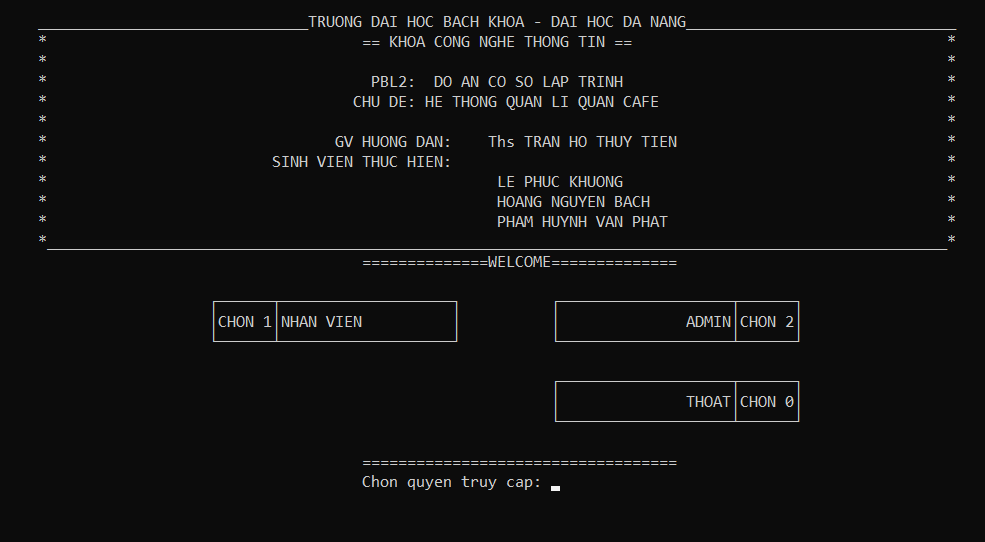 TRUONG DAI HOC BACH KHOA - DAI HOC DA NANG
* == KHOA CONG NGHE THONG TIN == *
* *
* PBL2: DO AN CO SO LAP TRINH *
* CHU DE: HE THONG QUAN LI QUAN CAFE *
* *
* GV HUONG DAN: Ths TRAN HO THUY TIEN *
* SINH VIEN THUC HIEN: *
* LE PHUC KHUONG *
* HOANG NGUYEN BACH *
* PHAM HUYNH VAN PHAT *
* *
==============WELCOME==============
CHON 1 NHAN VIEN ADMIN CHON 2
THOAT CHON 0
===================================
Chon quyen truy cap: